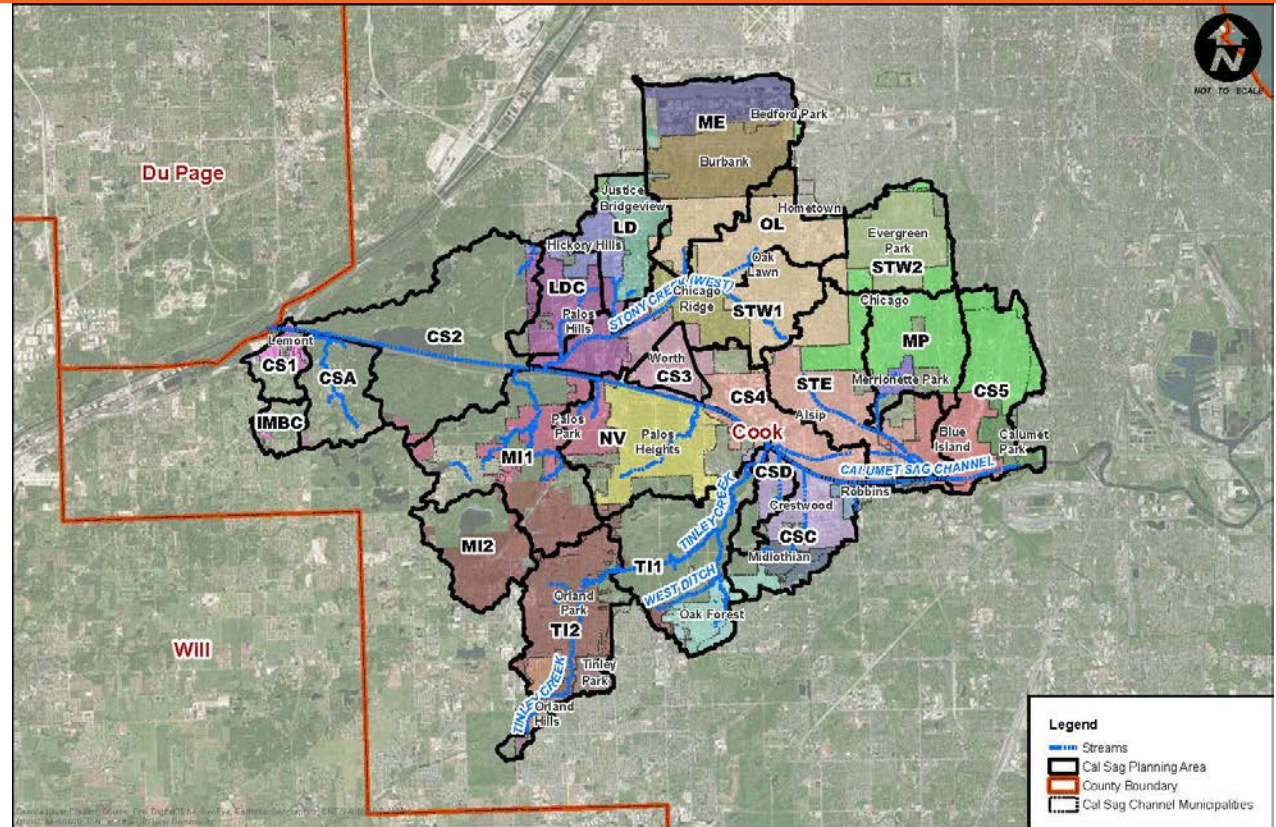 N
NOT TO SCALE
ME
Bedford Park
Du Page
Burbank
Justice
Bridgeview
Hometown
LD
OL
Evergreen
Park
Hickory Hills
Oak
Lawn
STW2
LDC
STONY CREEK (WEST)
Chicago
Ridge
Chicago
STW1
Palos
Hills
CS2
MP
Lemont
Worth
CS1
CSA
CS3
STE
Merrionette Park
CS4
CS5
IMBC
Alsip
Palos
Park
NV
Palos
Heights
Cook
Blue
Island
Calumet
Park
MI1
CALUMET SAG CHANNEL
CSD
Robbins
Crestwood
TINLEY CREEK
CSC
MI2
Midlothian
TI1
WEST DITCH
Orland
Park
Oak Forest
TI2
Will
Tinley
Park
TINLEY CREEK
Orland
Hills
Legend
Streams
Cal Sag Planning Area
County Boundary
Cal Sag Channel Municipalities